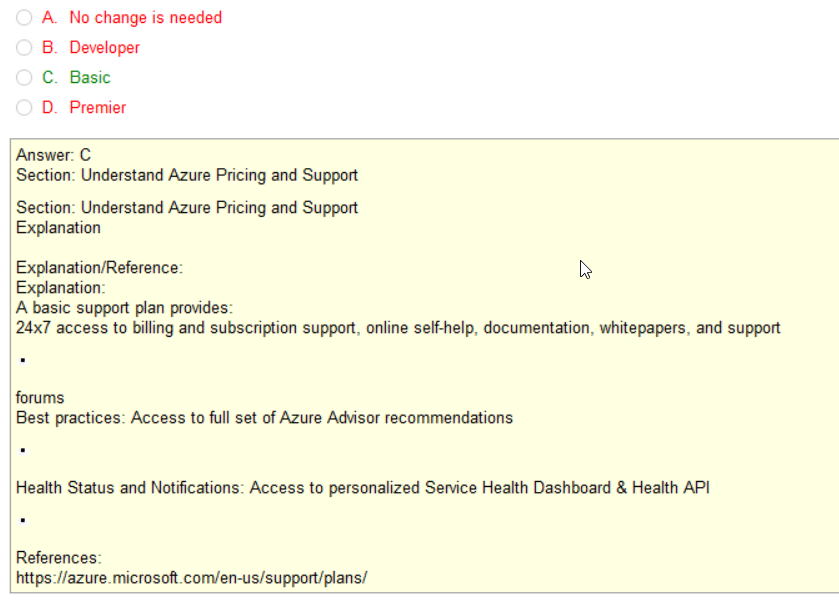 A. No change is needed
B. Developer
C. Basic
D. Premier
Answer: C
Section: Understand Azure Pricing and Support
Section: Understand Azure Pricing and Support
Explanation
Explanation/Reference:
Explanation:
A basic support plan provides:
24x7 access to billing and subscription support, online self-help, documentation, whitepapers, and support
▪
forums
Best practices: Access to full set of Azure Advisor recommendations
▪
Health Status and Notifications: Access to personalized Service Health Dashboard & Health API
▪
References:
https://azure.microsoft.com/en-us/support/plans/